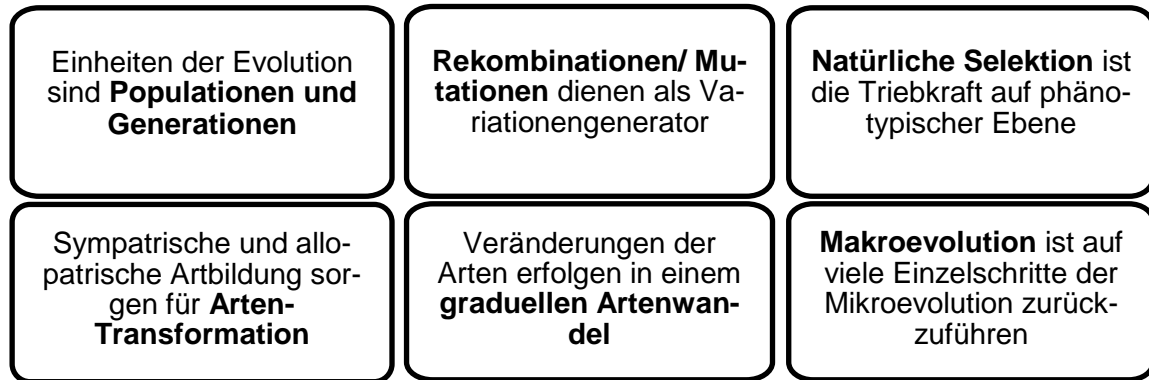 Einheiten der Evolution
sind Populationen und
Generationen
Rekombinationen/ Mu-
tationen dienen als Va-
riationengenerator
Natürliche Selektion ist
die Triebkraft auf phäno-
typischer Ebene
Sympatrische und allo-
patrische Artbildung sor-
gen für Arten-
Transformation
Veränderungen der
Arten erfolgen in einem
graduellen Artenwan-
del
Makroevolution ist auf
viele Einzelschritte der
Mikroevolution zurück-
zuführen